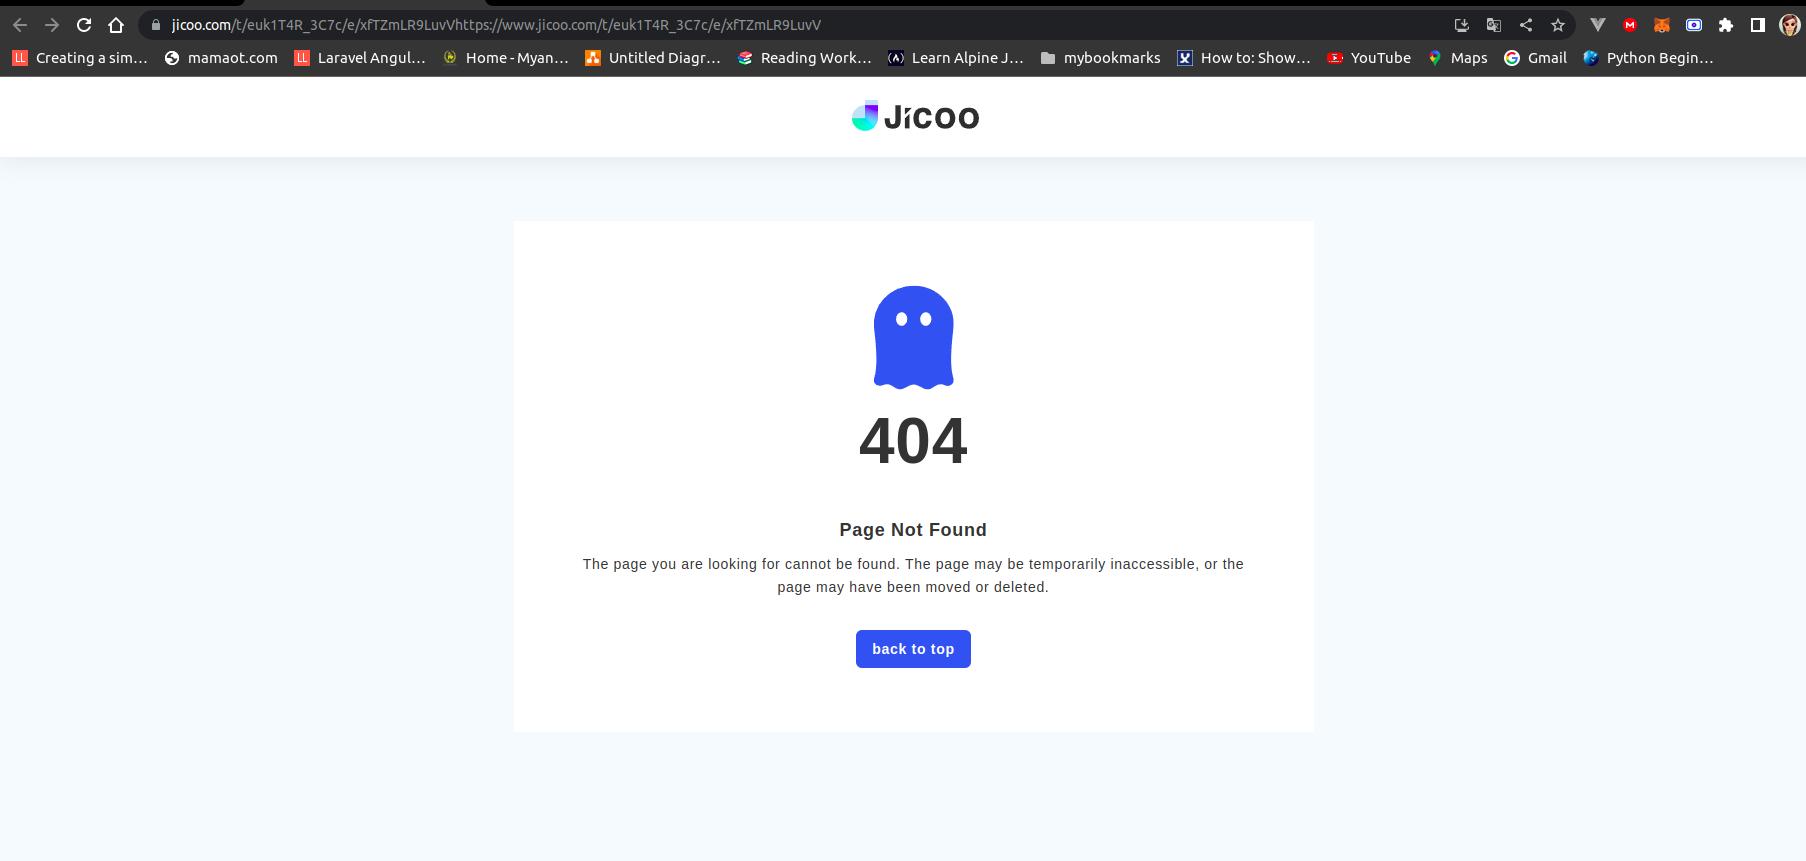 jicoo.com/t/euk1T4R_3C7c/e/xfTZmLR9LuvVhttps://www.jicoo.com/t/euk1T4R_3C7c/e/xfTZmLR9LuvV
LL Creating a sim... mamaot.com LL Laravel Angul... Home - Myan... Untitled Diagr... Reading Work... Learn Alpine J... mybookmarks How to: Show... YouTube Maps Gmail Python Begin...
Jicoo
404
Page Not Found
The page you are looking for cannot be found. The page may be temporarily inaccessible, or the
page may have been moved or deleted.
back to top